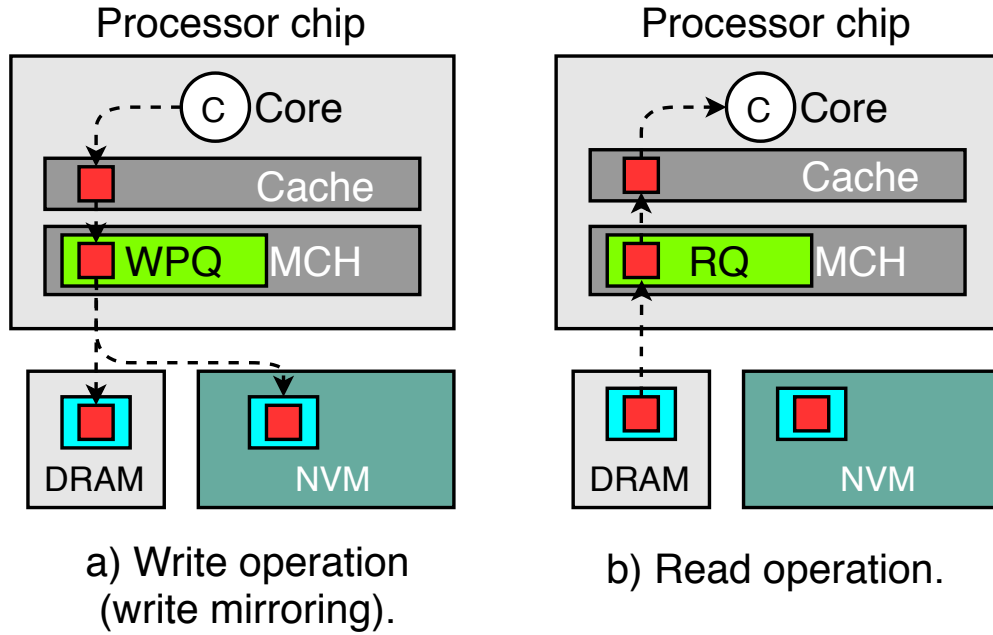 Processor chip
C Core
Cache
WPQ MCH
DRAM
NVM
a) Write operation
(write mirroring).
Processor chip
C Core
Cache
RQ MCH
DRAM
NVM
b) Read operation.